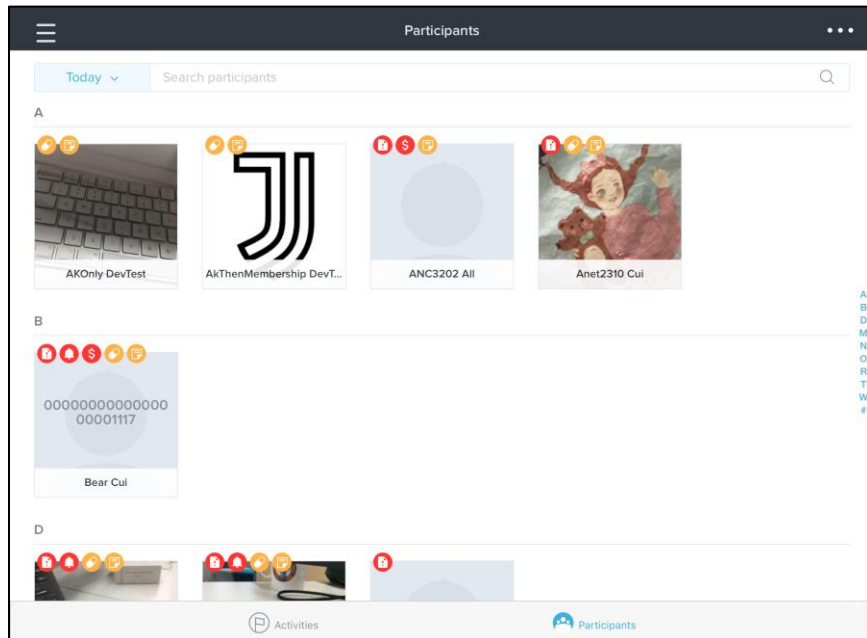 Participants
Today
Search participants
A
AKOnly DevTest
AkThenMembership DevT...
ANC3202 All
Anet2310 Cui
B
00000000000000
00001117
Bear Cui
D
A
B
D
M
N
O
R
T
W
#
Activities
Participants